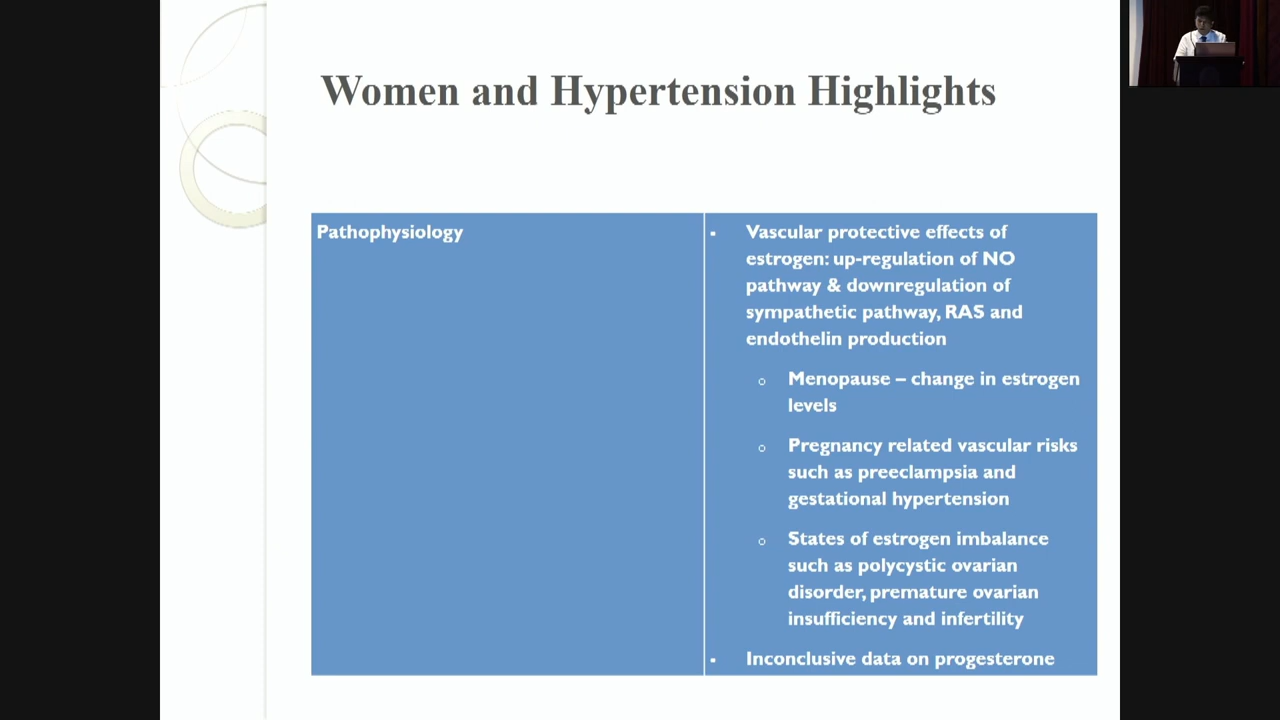 Women and Hypertension Highlights
Pathophysiology
▪ Vascular protective effects of
estrogen: up-regulation of NO
pathway & downregulation of
sympathetic pathway, RAS and
endothelin production
○ Menopause – change in estrogen
levels
○ Pregnancy related vascular risks
such as preeclampsia and
gestational hypertension
○ States of estrogen imbalance
such as polycystic ovarian
disorder, premature ovarian
insufficiency and infertility
▪ Inconclusive data on progesterone